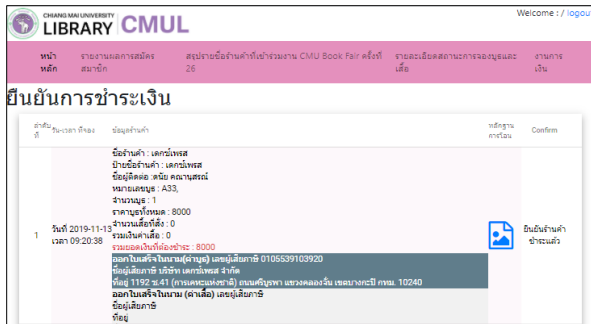 CHIANG MAI UNIVERSITY
LIBRARY CMUL
Welcome : / logout
หน้าหลัก
รายงานผลการสมัครสมาชิก
สรุปรายชื่อร้านค้าที่เข้าร่วมงาน CMU Book Fair ครั้งที่ 26
รายละเอียดสถานะการจองบูธและเสื้อ
งานการเงิน
ยืนยันการชำระเงิน
ลำดับที่
วัน-เวลา ที่จอง
ข้อมูลร้านค้า
หลักฐานการโอน
Confirm
1
วันที่ 2019-11-13
เวลา 09:20:38
ชื่อร้านค้า : เดกซ์เพรส
ป้ายชื่อร้านค้า : เดกซ์เพรส
ชื่อผู้ติดต่อ :ดนัย คณานุสรณ์
หมายเลขบูธ : A33,
จำนวนบูธ : 1
ราคาบูธทั้งหมด : 8000
จำนวนเสื้อที่สั่ง : 0
รวมเงินค่าเสื้อ : 0
รวมยอดเงินที่ต้องชำระ : 8000
ออกใบเสร็จในนาม(ค่าบูธ) เลขผู้เสียภาษี 0105539103920
ชื่อผู้เสียภาษี บริษัท เดกซ์เพรส จำกัด
ที่อยู่ 1192 ซ.41 (การเคหะแห่งชาติ) ถนนศรีบูรพา แขวงคลองจั่น เขตบางกะปิ กทม. 10240
ออกใบเสร็จในนาม (ค่าเสื้อ) เลขผู้เสียภาษี
ชื่อผู้เสียภาษี
ที่อยู่
ยืนยันร้านค้า
ชำระแล้ว